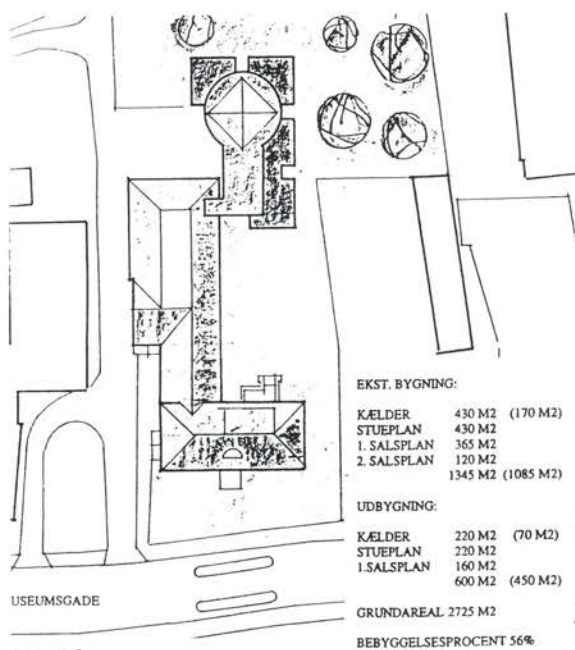 EKST. BYGNING:
KÆLDER 430 M2 (170 M2)
STUEPLAN 430 M2
1. SALSPLAN 365 M2
2. SALSPLAN 120 M2
1345 M2 (1085 M2)
UDBYGNING:
KÆLDER 220 M2 (70 M2)
STUEPLAN 220 M2
1.SALSPLAN 160 M2
600 M2 (450 M2)
USEUMSGADE
GRUNDAREAL 2725 M2
BEBYGGELSESPROCENT 56%